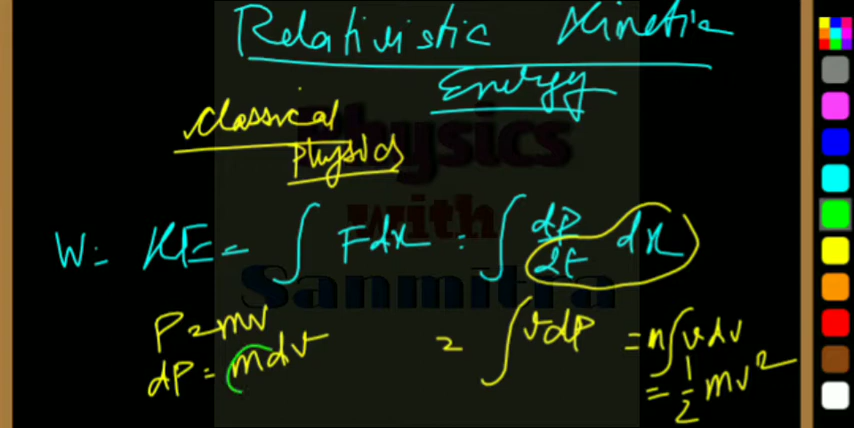 Relativistic Kinetic
Energy
Classical
Physics
Physics
with
Sanmitra
W = KE = ∫ F dx = ∫ dp/dt dx
P = mv
dP = m dv
= ∫ v dp = m ∫ v dv
= 1/2 mv²